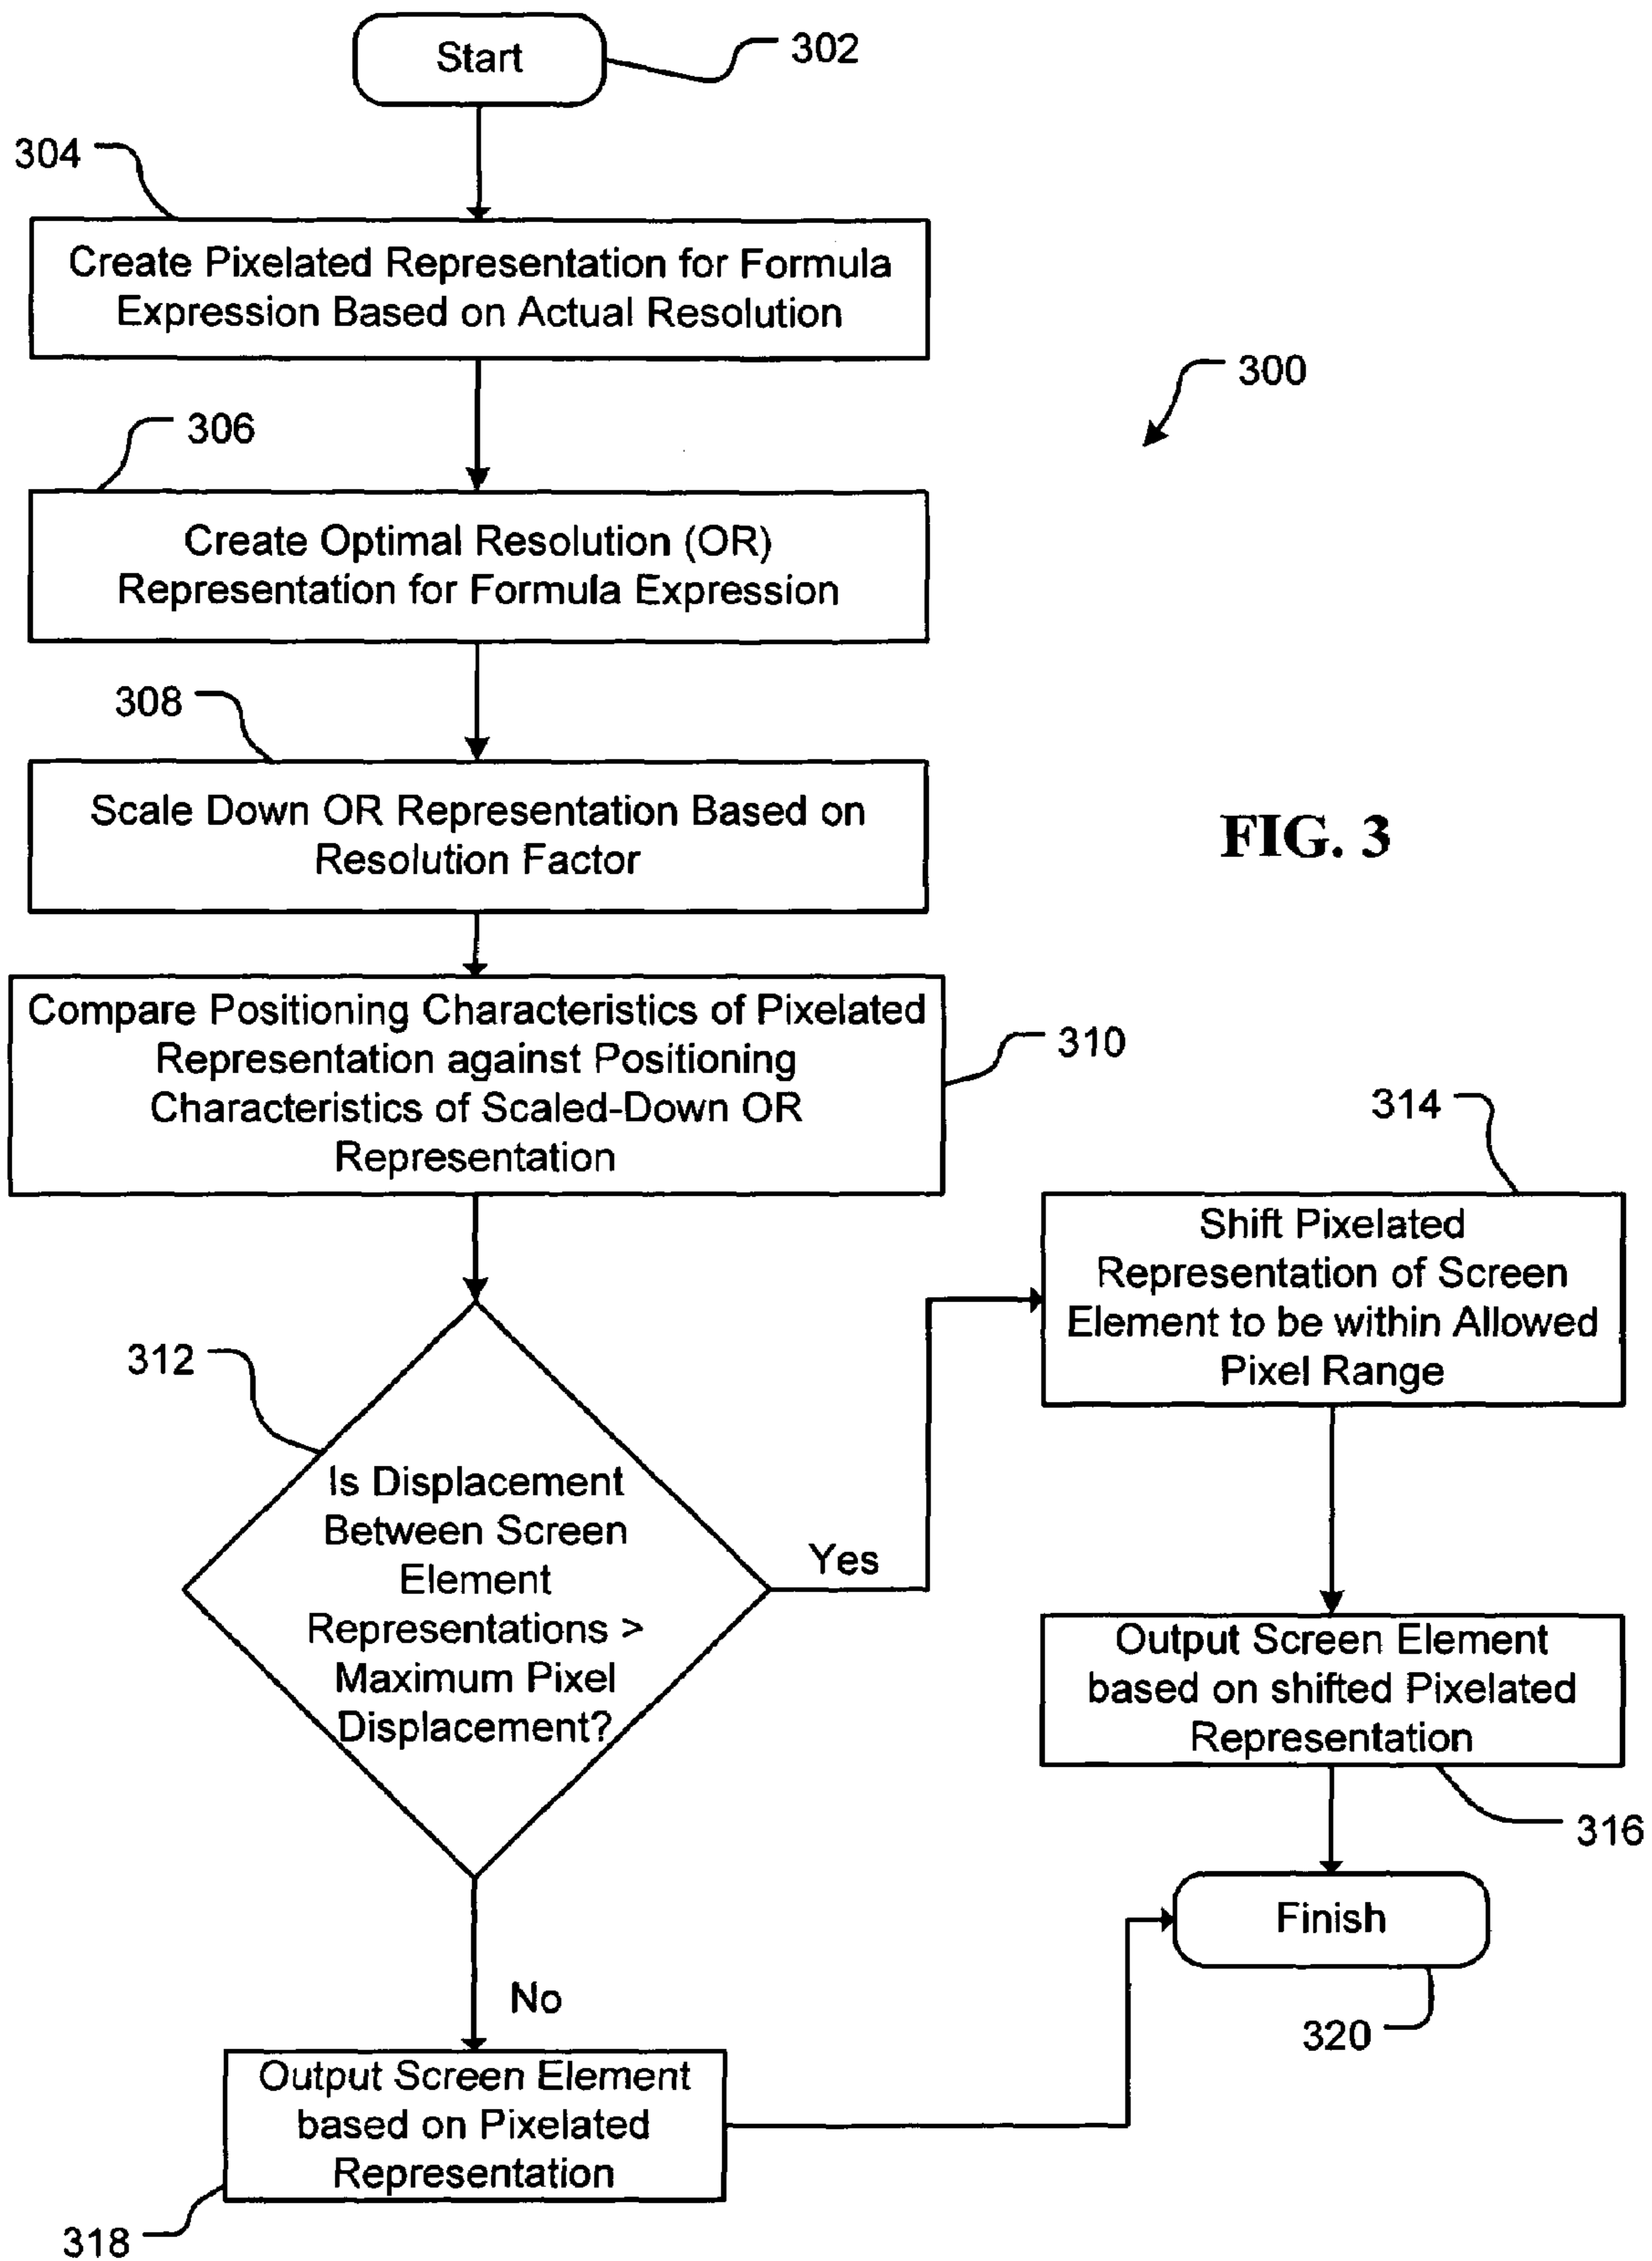 Start
302
304
Create Pixelated Representation for Formula
Expression Based on Actual Resolution
300
306
Create Optimal Resolution (OR)
Representation for Formula Expression
308
Scale Down OR Representation Based on
Resolution Factor
FIG. 3
Compare Positioning Characteristics of Pixelated
Representation against Positioning
Characteristics of Scaled-Down OR
Representation
310
314
Shift Pixelated
Representation of Screen
Element to be within Allowed
Pixel Range
312
Is Displacement
Between Screen
Element
Representations >
Maximum Pixel
Displacement?
Yes
Output Screen Element
based on shifted Pixelated
Representation
316
Finish
320
No
Output Screen Element
based on Pixelated
Representation
318